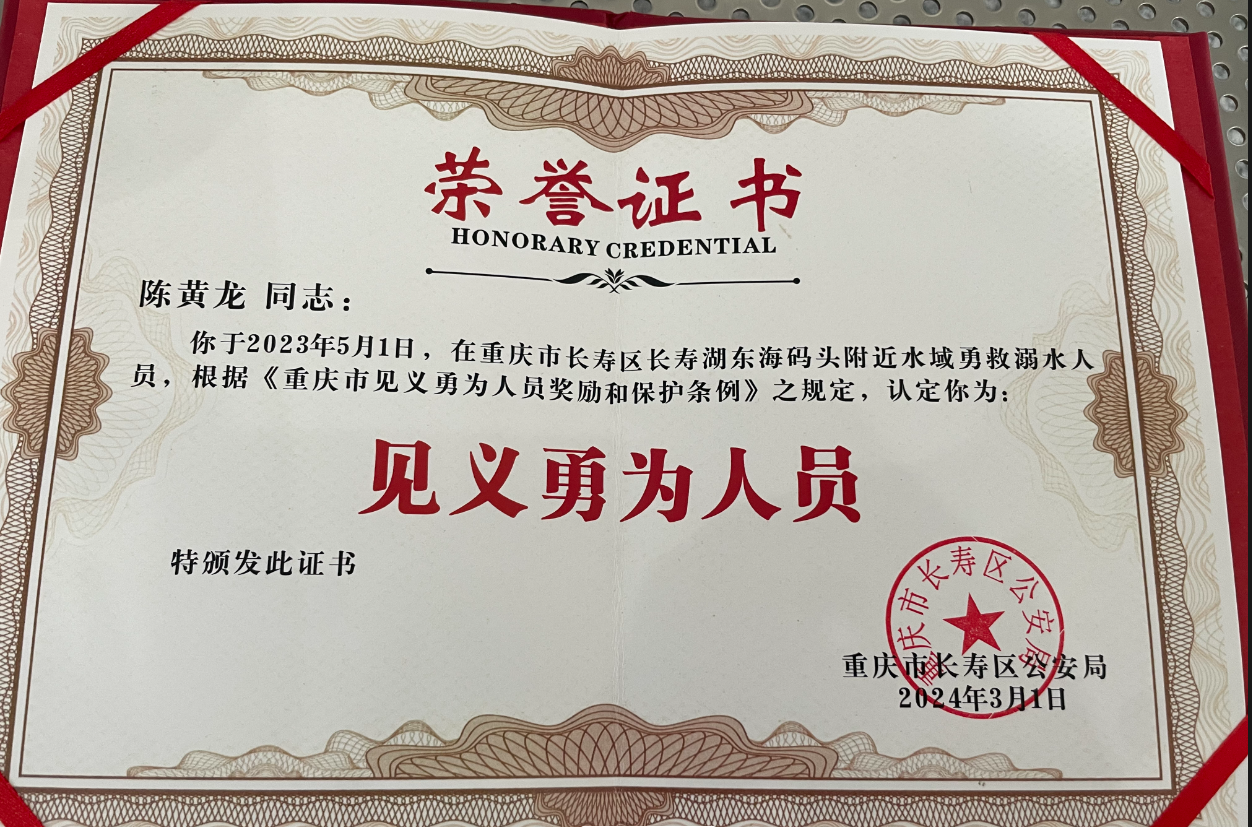 荣誉证书
HONORARY CREDENTIAL
陈黄龙 同志：
你于2023年5月1日，在重庆市长寿区长寿湖东海码头附近水域勇救溺水人
员，根据《重庆市见义勇为人员奖励和保护条例》之规定，认定你为：
见义勇为人员
特颁发此证书
重庆市长寿区公安局
重庆市长寿区公安局
2024年3月1日